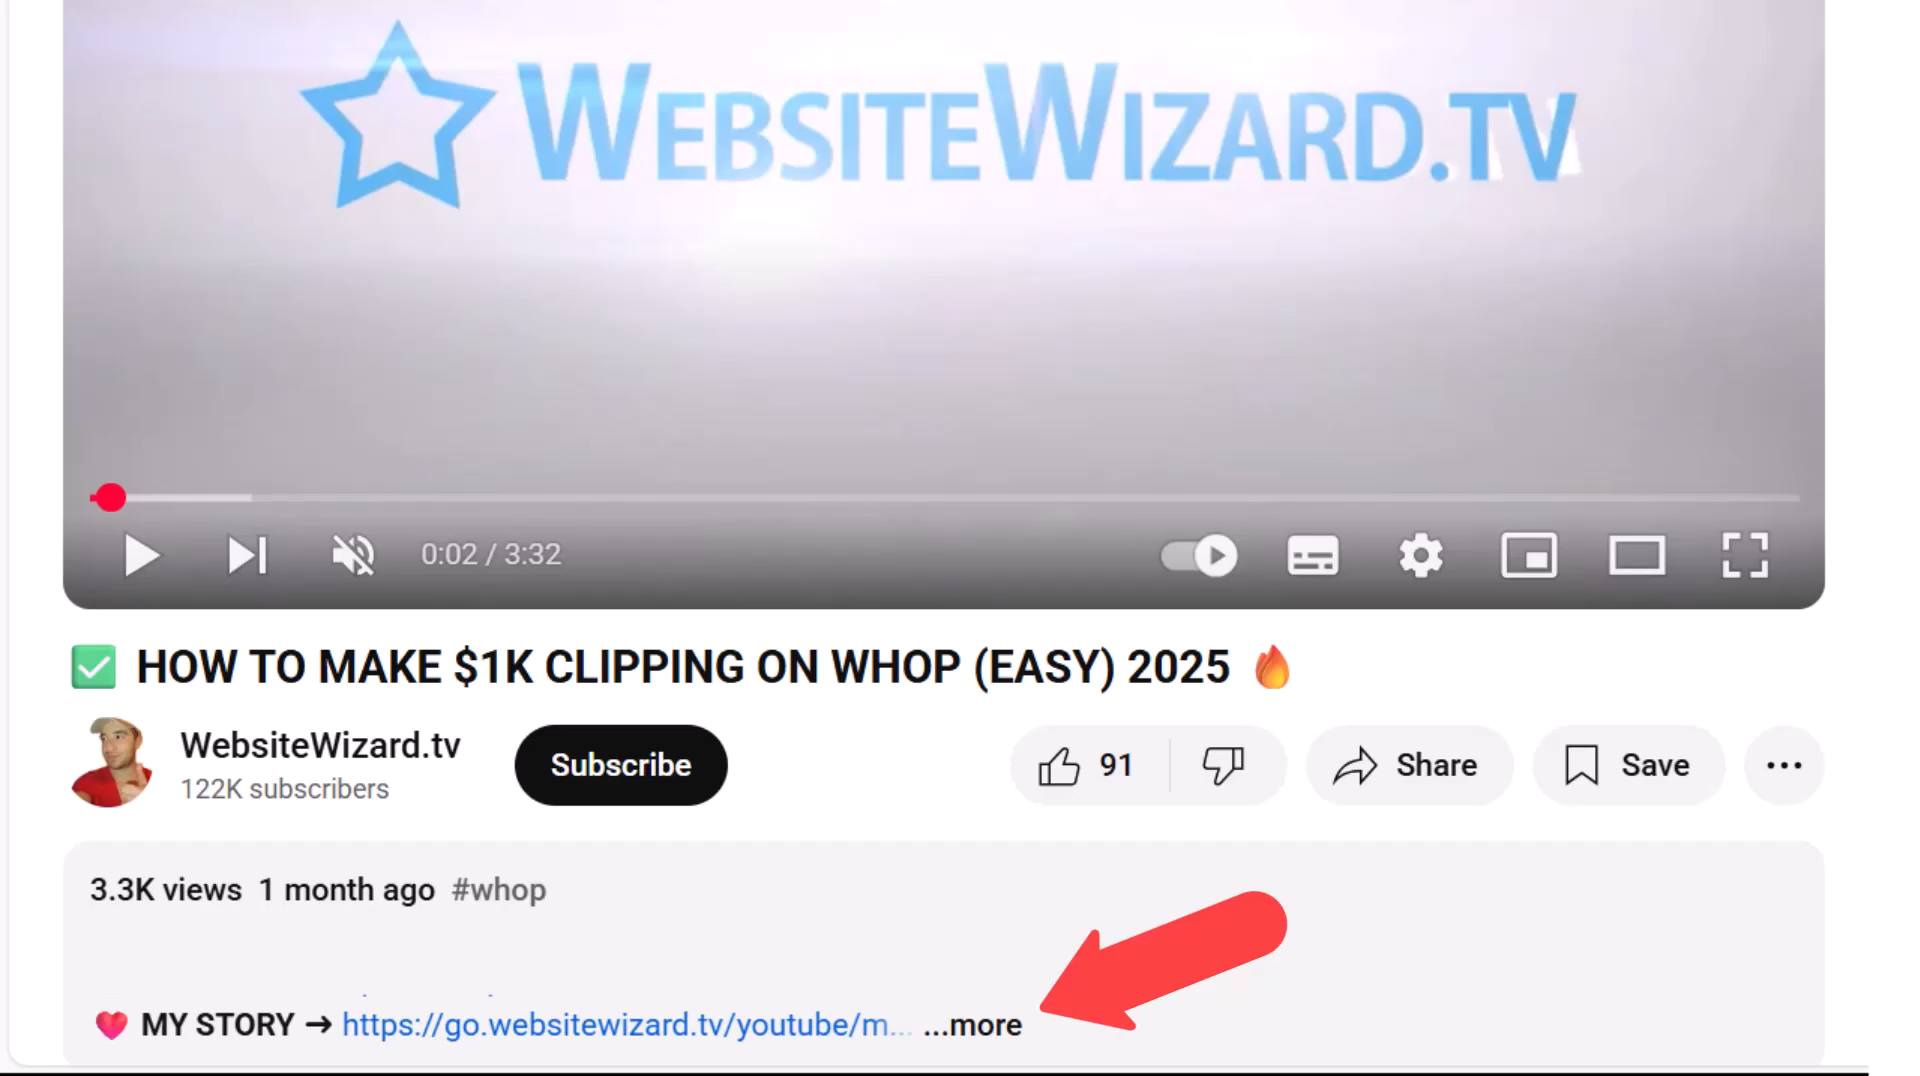 WEBSITEWIZARD.TV
0:02 / 3:32
✅ HOW TO MAKE $1K CLIPPING ON WHOP (EASY) 2025 🔥
WebsiteWizard.tv
122K subscribers
Subscribe
91
Share
Save
3.3K views 1 month ago #whop
MY STORY → https://go.websitewizard.tv/youtube/m... ...more